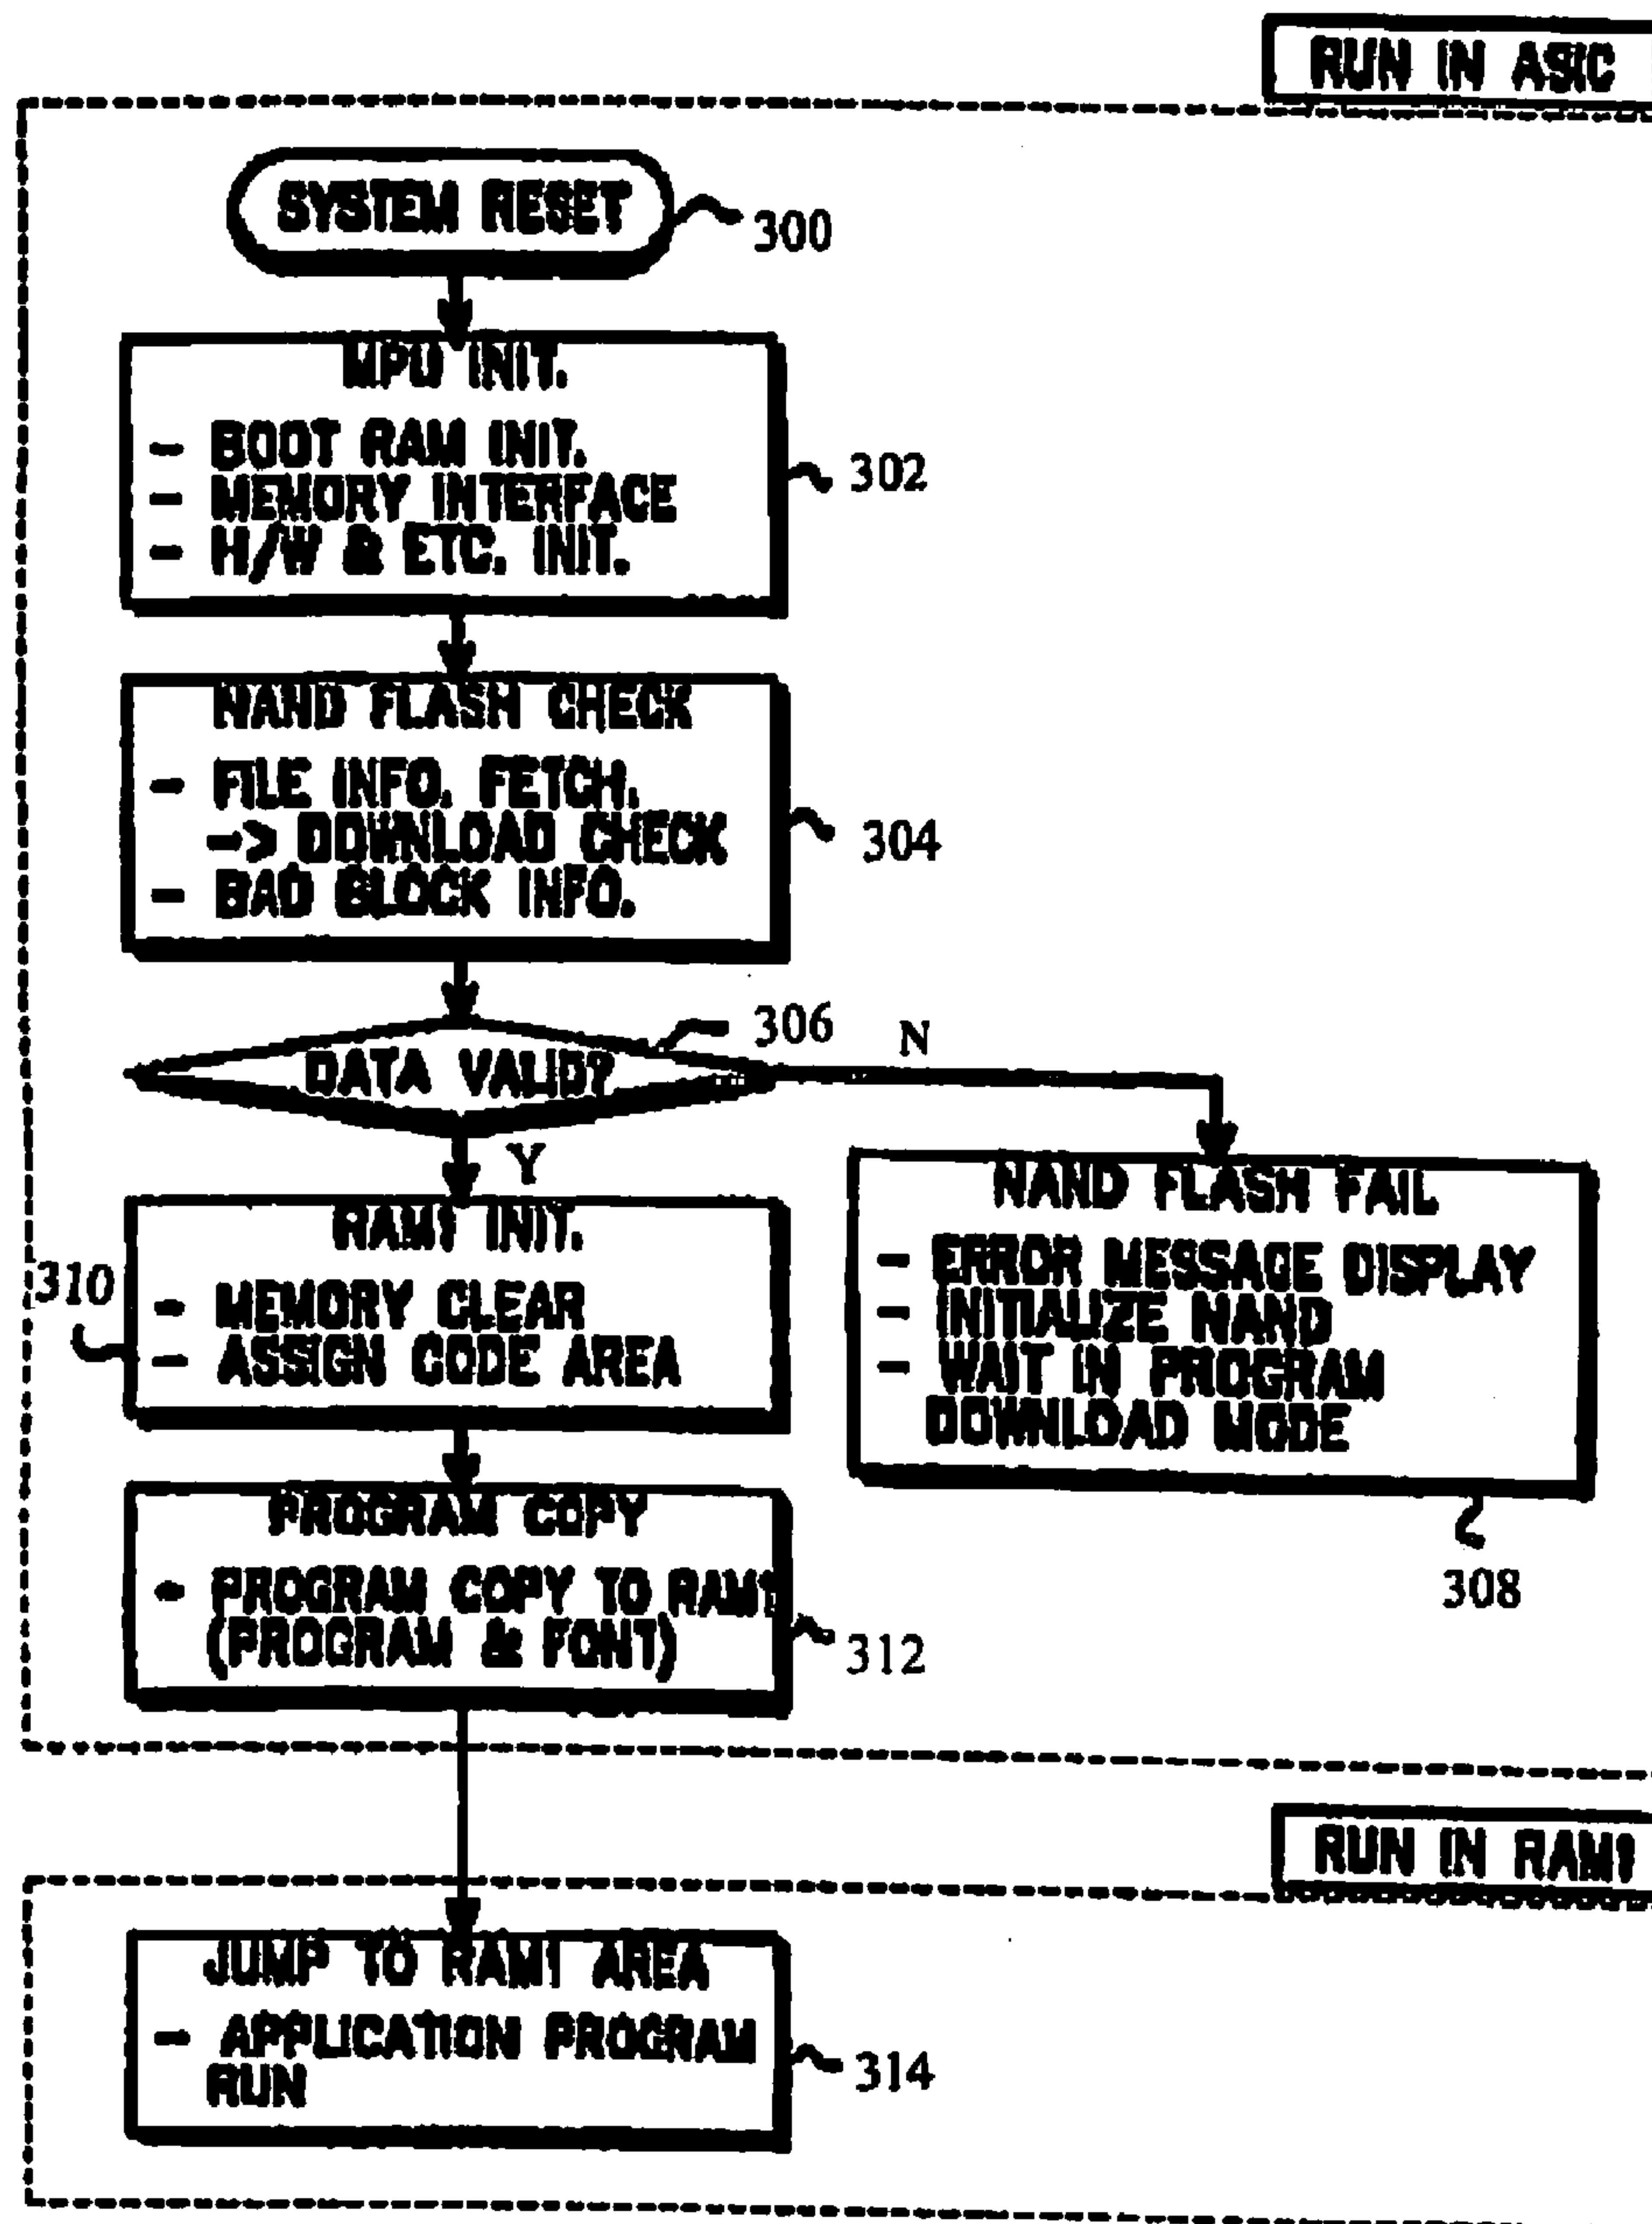 RUN IN ASIC
SYSTEM RESET
300
MPU INIT.
- BOOT RAM INIT.
- MEMORY INTERFACE
- H/W & ETC. INIT.
302
NAND FLASH CHECK
- FILE INFO. FETCH.
-> DOWNLOAD CHECK
- BAD BLOCK INFO.
304
DATA VALID?
306
N
Y
NAND FLASH FAIL
- ERROR MESSAGE DISPLAY
- INITIALIZE NAND
- WAIT IN PROGRAM
DOWNLOAD MODE
308
RAM1 INIT.
- MEMORY CLEAR
- ASSIGN CODE AREA
310
PROGRAM COPY
- PROGRAM COPY TO RAM1
(PROGRAM & FONT)
312
RUN IN RAM1
JUMP TO RAM1 AREA
- APPLICATION PROGRAM
RUN
314